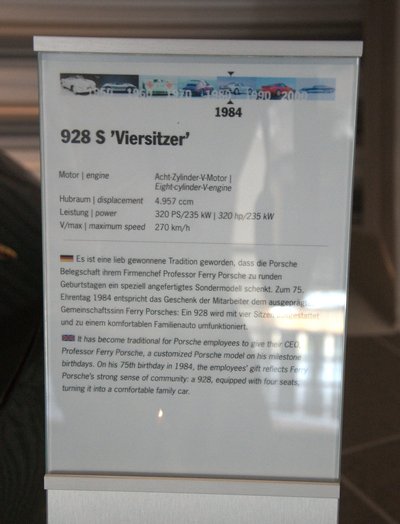 1950 1960 1970 1980 1990 2000
1984
928 S 'Viersitzer'
Motor | engine Acht-Zylinder-V-Motor |
Eight-cylinder-V-engine
Hubraum | displacement 4.957 ccm
Leistung | power 320 PS/235 kW | 320 hp/235 kW
V/max | maximum speed 270 km/h
Es ist eine lieb gewonnene Tradition geworden, dass die Porsche
Belegschaft ihrem Firmenchef Professor Ferry Porsche zu runden
Geburtstagen ein speziell angefertigtes Sondermodell schenkt. Zum 75.
Ehrentag 1984 entspricht das Geschenk der Mitarbeiter dem ausgeprägten
Gemeinschaftssinn Ferry Porsches: Ein 928 wird mit vier Sitzen ausgestattet
und zu einem komfortablen Familienauto umfunktioniert.
It has become traditional for Porsche employees to give their CEO,
Professor Ferry Porsche, a customized Porsche model on his milestone
birthdays. On his 75th birthday in 1984, the employees' gift reflects Ferry
Porsche's strong sense of community: a 928, equipped with four seats,
turning it into a comfortable family car.